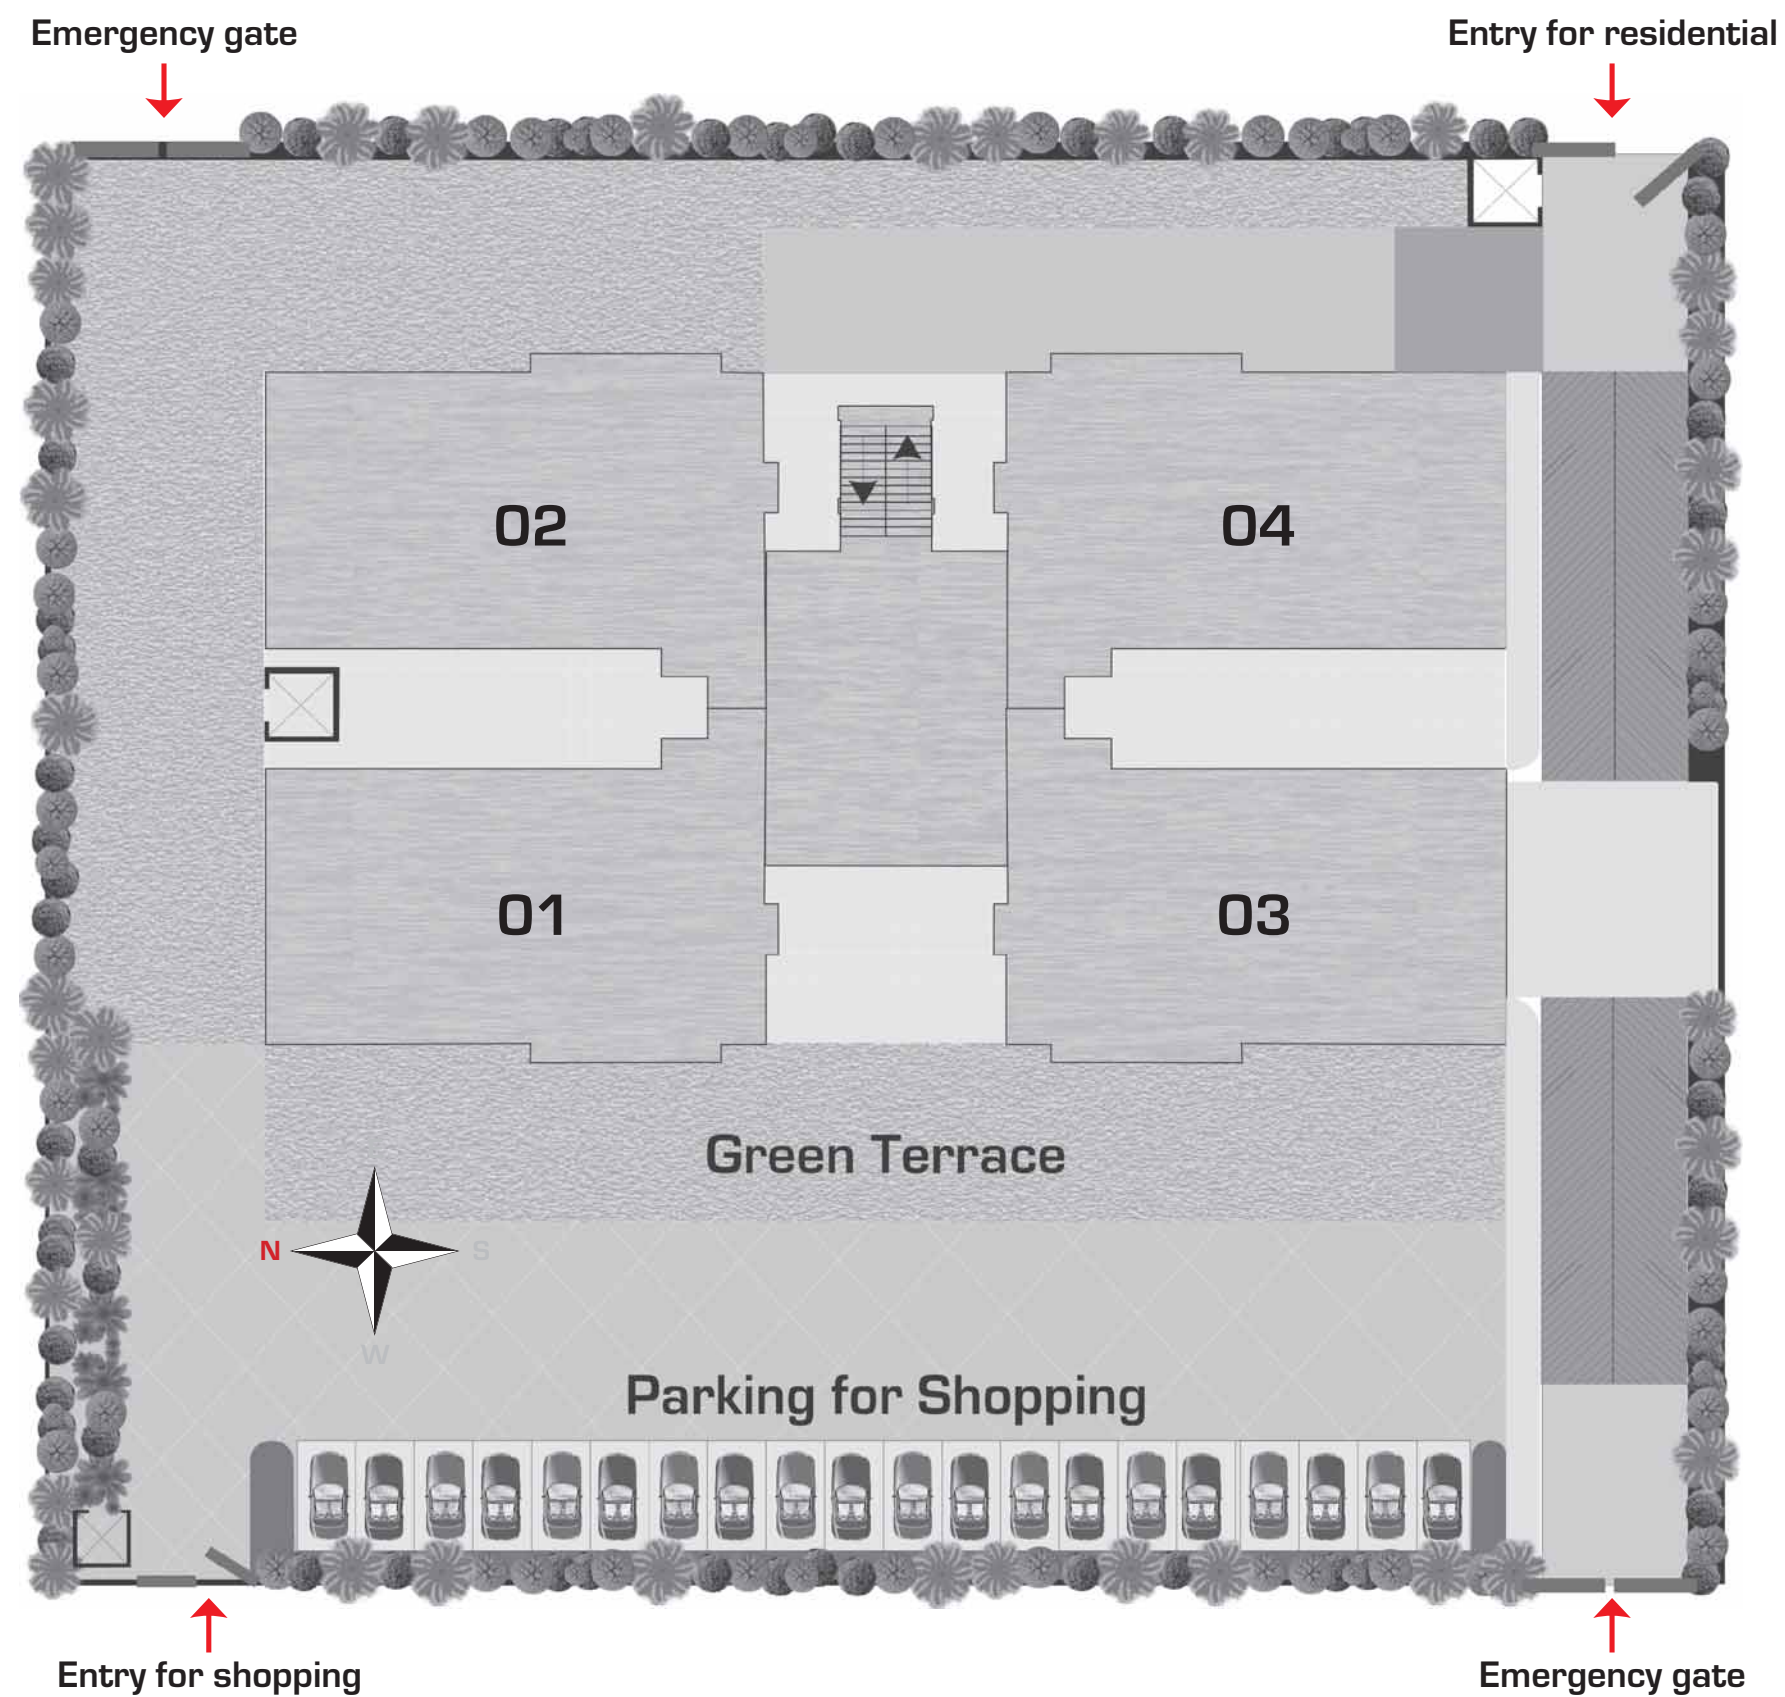 Emergency gate
Entry for residential
02
04
01
03
Green Terrace
N
S
W
Parking for Shopping
Entry for shopping
Emergency gate